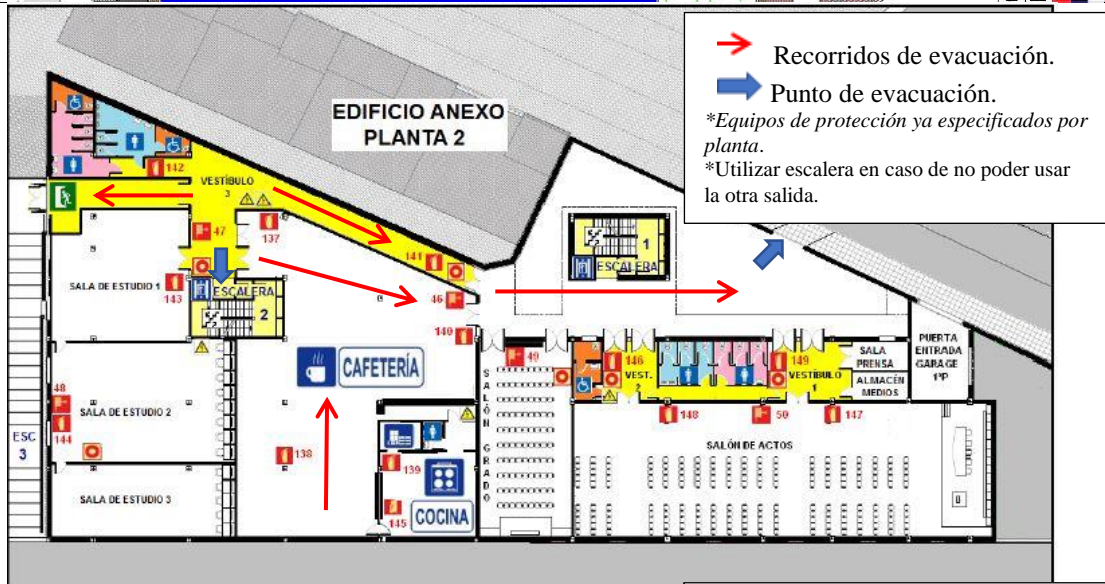 Recorridos de evacuación.
Punto de evacuación.
*Equipos de protección ya especificados por
planta.
*Utilizar escalera en caso de no poder usar
la otra salida.
EDIFICIO ANEXO
PLANTA 2
142
VESTÍBULO
3
47
137
141
1
ESCALERA
SALA DE ESTUDIO 1
143
ESCALERA
2
46
140
CAFETERÍA
49
SALÓN GRADO
146
VEST.
2
149
VESTÍBULO
1
SALA
PRENSA
ALMACÉN
MEDIOS
PUERTA
ENTRADA
GARAGE
1ºP
48
SALA DE ESTUDIO 2
144
ESC
3
148
50
147
SALÓN DE ACTOS
138
139
SALA DE ESTUDIO 3
145
COCINA